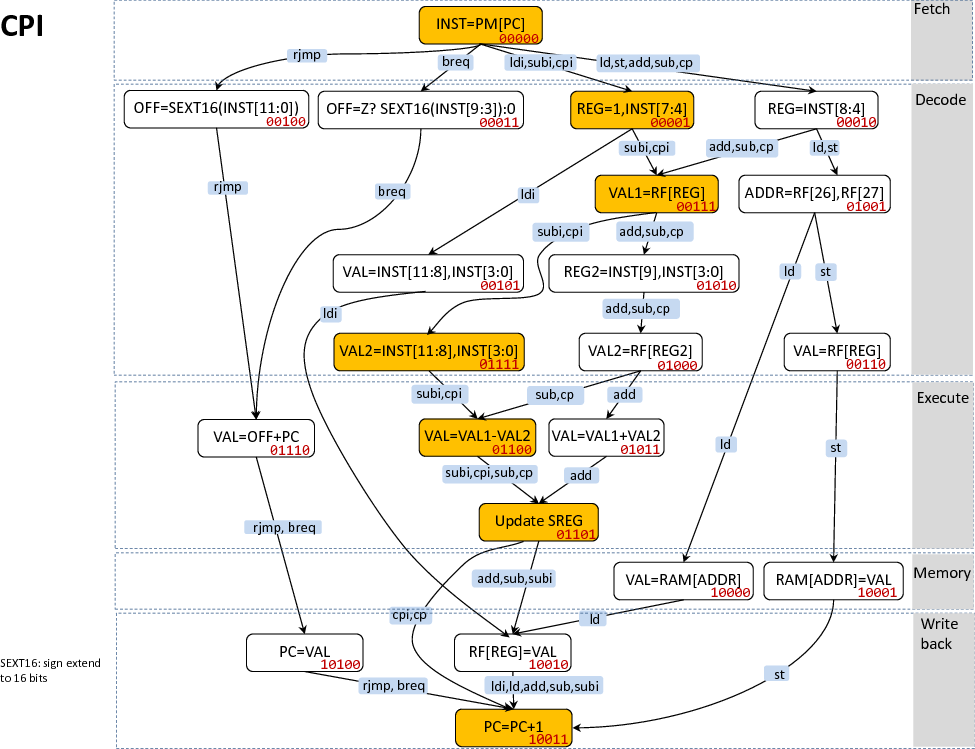 CPI
Fetch
INST=PM[PC]
00000
rjmp
breq
ldi,subi,cpi
ld,st,add,sub,cp
Decode
OFF=SEXT16(INST[11:0])
00100
OFF=Z? SEXT16(INST[9:3]):0
00011
REG=1,INST[7:4]
00001
REG=INST[8:4]
00010
subi,cpi
add,sub,cp
ld,st
rjmp
breq
ldi
VAL1=RF[REG]
00111
ADDR=RF[26],RF[27]
01001
subi,cpi
add,sub,cp
VAL=INST[11:8],INST[3:0]
00101
REG2=INST[9],INST[3:0]
01010
ld
st
ldi
add,sub,cp
VAL2=INST[11:8],INST[3:0]
01111
VAL2=RF[REG2]
01000
VAL=RF[REG]
00110
Execute
subi,cpi
sub,cp
add
VAL=OFF+PC
01110
VAL=VAL1-VAL2
01100
VAL=VAL1+VAL2
01011
ld
st
subi,cpi,sub,cp
add
Update SREG
01101
rjmp, breq
Memory
add,sub,subi
VAL=RAM[ADDR]
10000
RAM[ADDR]=VAL
10001
cpi,cp
ld
Write
back
PC=VAL
10100
RF[REG]=VAL
10010
SEXT16: sign extend
to 16 bits
rjmp, breq
ldi,ld,add,sub,subi
st
PC=PC+1
10011